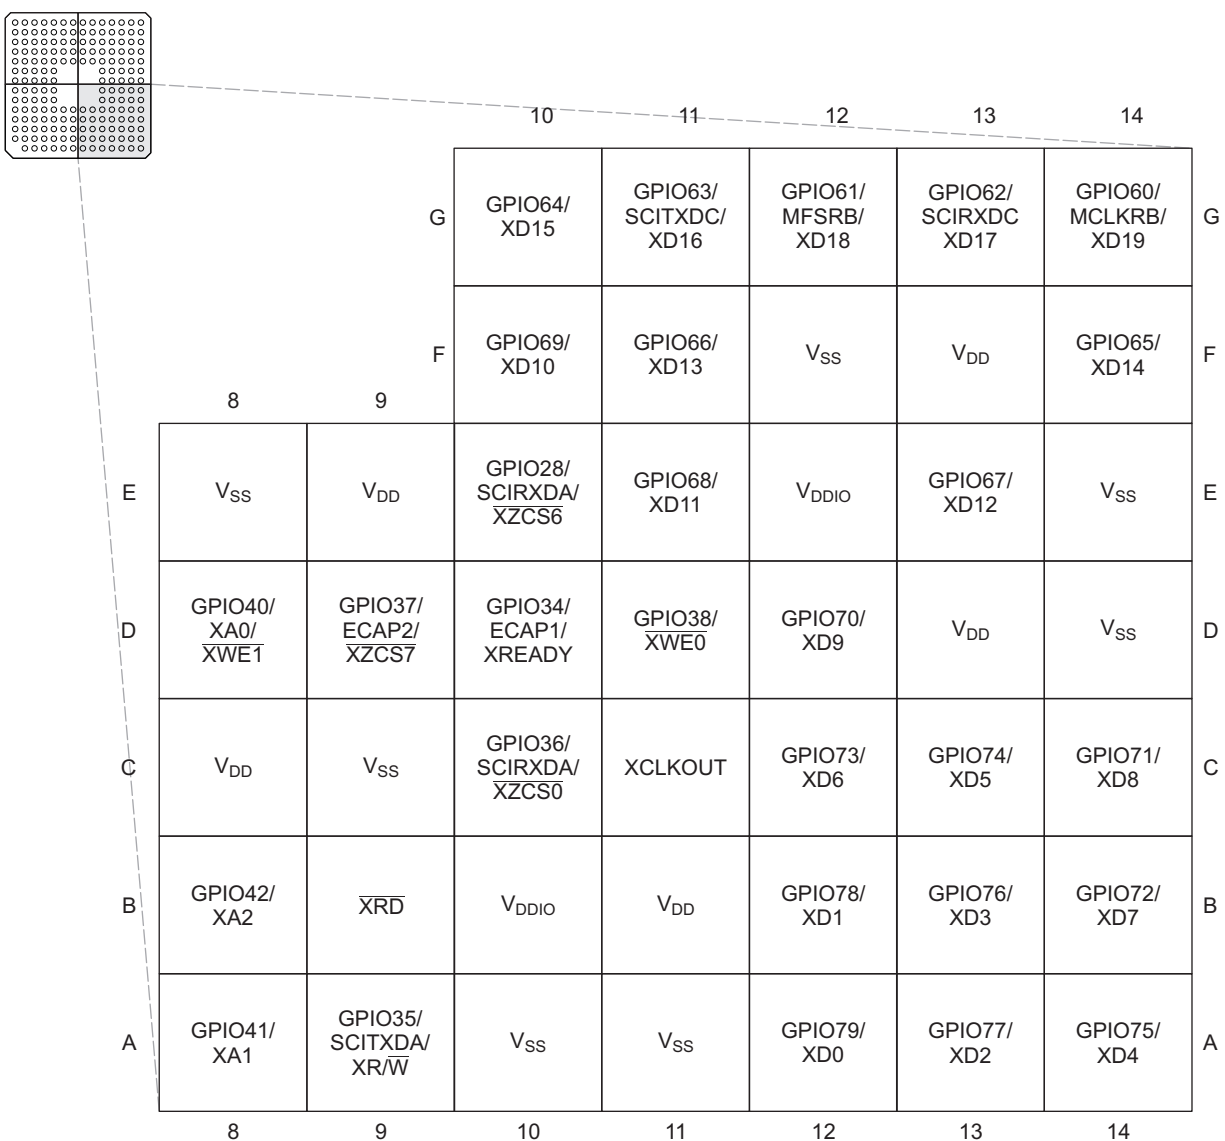 10 11 12 13 14
G GPIO64/ GPIO63/ GPIO61/ GPIO62/ GPIO60/ G
XD15 SCITXDC/ MFSRB/ SCIRXDC MCLKRB/
XD16 XD18 XD17 XD19
F GPIO69/ GPIO66/ VSS VDD GPIO65/ F
XD10 XD13 XD14
8 9
E VSS VDD GPIO28/ GPIO68/ VDDIO GPIO67/ VSS E
SCIRXDA/ XD11 XD12
XZCS6
D GPIO40/ GPIO37/ GPIO34/ GPIO38/ GPIO70/ VDD VSS D
XA0/ ECAP2/ ECAP1/ XWE0 XD9
XWE1 XZCS7 XREADY
C VDD VSS GPIO36/ XCLKOUT GPIO73/ GPIO74/ GPIO71/ C
SCIRXDA/ XD6 XD5 XD8
XZCS0
B GPIO42/ XRD VDDIO VDD GPIO78/ GPIO76/ GPIO72/ B
XA2 XD1 XD3 XD7
A GPIO41/ GPIO35/ VSS VSS GPIO79/ GPIO77/ GPIO75/ A
XA1 SCITXDA/ XD0 XD2 XD4
XR/W
8 9 10 11 12 13 14